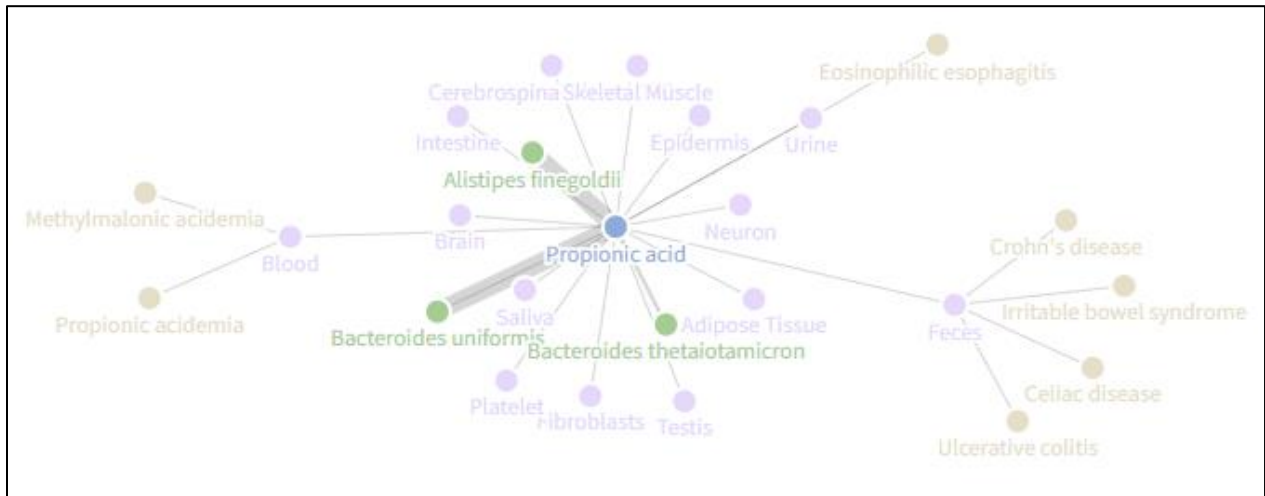 Eosinophilic esophagitis
Cerebrospina
Skeletal Muscle
Intestine
Epidermis
Urine
Alistipes finegoldii
Methylmalonic acidemia
Brain
Neuron
Crohn's disease
Blood
Propionic acid
Propionic acidemia
Saliva
Adipose Tissue
Feces
Irritable bowel syndrome
Bacteroides uniformis
Bacteroides thetaiotamicron
Celiac disease
Platelet
Fibroblasts
Testis
Ulcerative colitis